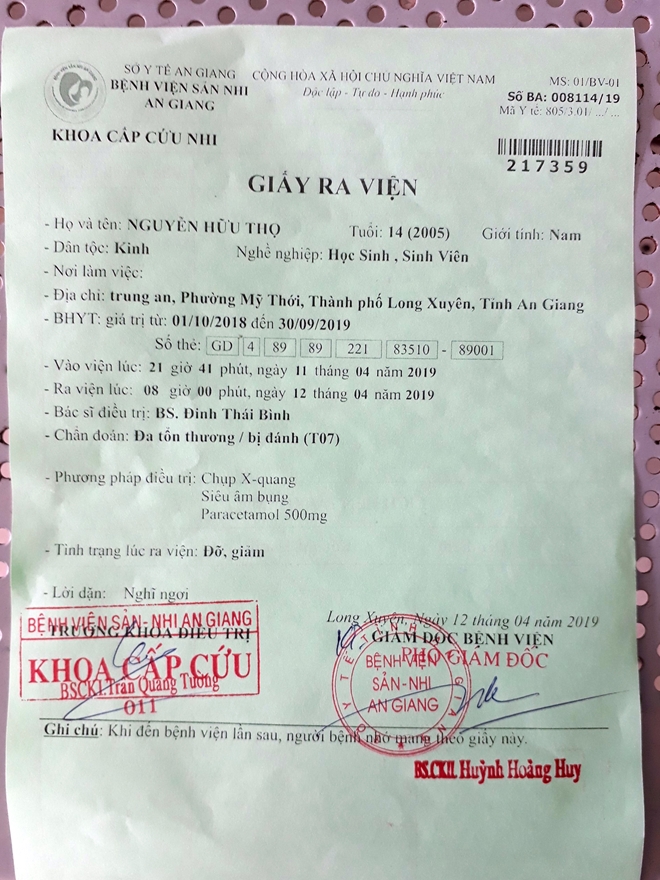 SỞ Y TẾ AN GIANG
BỆNH VIỆN SẢN NHI
AN GIANG
KHOA CẤP CỨU NHI
CỘNG HÒA XÃ HỘI CHỦ NGHĨA VIỆT NAM
Độc lập - Tự do - Hạnh phúc
MS: 01/BV-01
Số BA: 008114/19
Mã Y tế: 805/3.01/ .../ ...
217359
GIẤY RA VIỆN
- Họ và tên: NGUYỄN HỮU THỌ Tuổi: 14 (2005) Giới tính: Nam
- Dân tộc: Kinh Nghề nghiệp: Học Sinh , Sinh Viên
- Nơi làm việc:
- Địa chỉ: trung an, Phường Mỹ Thới, Thành phố Long Xuyên, Tỉnh An Giang
- BHYT: giá trị từ: 01/10/2018 đến 30/09/2019
Số thẻ: GD 4 89 89 221 83510 - 89001
- Vào viện lúc: 21 giờ 41 phút, ngày 11 tháng 04 năm 2019
- Ra viện lúc: 08 giờ 00 phút, ngày 12 tháng 04 năm 2019
- Bác sĩ điều trị: BS. Đinh Thái Bình
- Chẩn đoán: Đa tổn thương / bị đánh (T07)
- Phương pháp điều trị: Chụp X-quang
Siêu âm bụng
Paracetamol 500mg
- Tình trạng lúc ra viện: Đỡ, giảm
- Lời dặn: Nghĩ ngơi
BỆNH VIỆN SẢN-NHI AN GIANG
TRƯỞNG KHOA ĐIỀU TRỊ
KHOA CẤP CỨU
BSCKI.Trần Quang Tường
011
Long Xuyên, Ngày 12 tháng 04 năm 2019
GIÁM ĐỐC BỆNH VIỆN
PHÓ GIÁM ĐỐC
BỆNH VIỆN
SẢN-NHI
AN GIANG
Ghi chú: Khi đến bệnh viện lần sau, người bệnh nhớ mang theo giấy này.
BS.CKII. Huỳnh Hoàng Huy